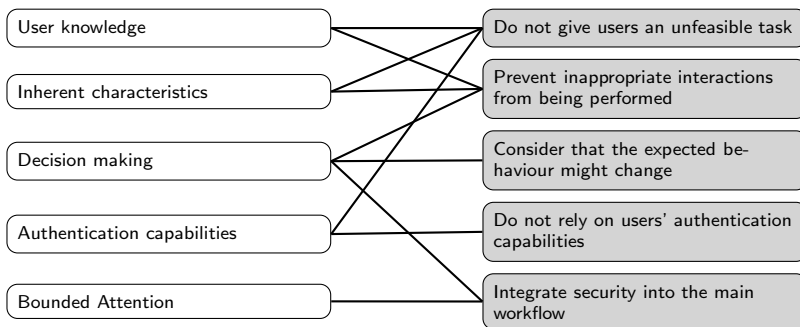 User knowledge
Inherent characteristics
Decision making
Authentication capabilities
Bounded Attention
Do not give users an unfeasible task
Prevent inappropriate interactions
from being performed
Consider that the expected be-
haviour might change
Do not rely on users' authentication
capabilities
Integrate security into the main
workflow